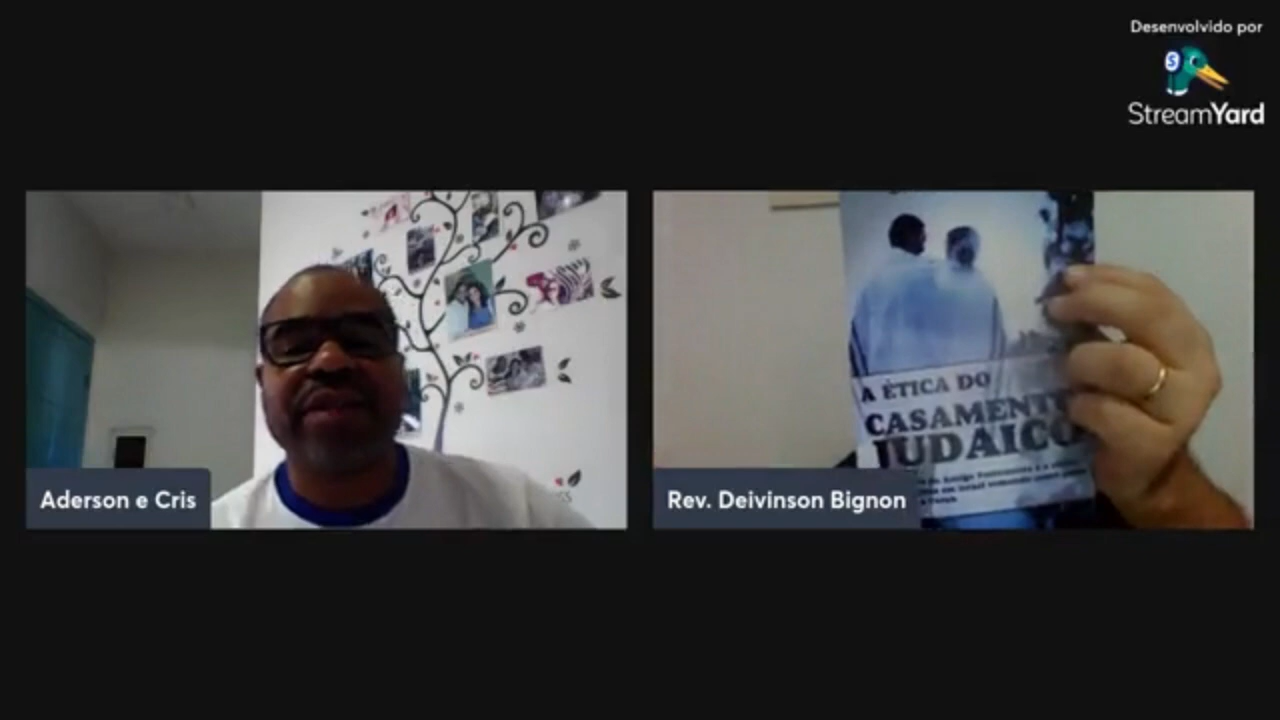 Desenvolvido por
StreamYard
Aderson e Cris
Rev. Deivinson Bignon
A ÉTICA DO
CASAMENTO
JUDAICO